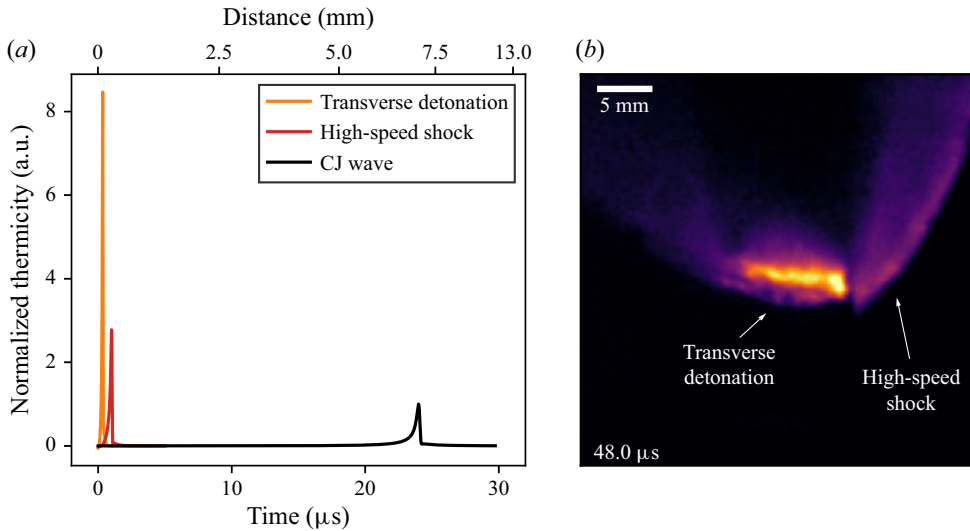 Distance (mm)
(a)
(b)
0 2.5 5.0 7.5 13.0
Transverse detonation
High-speed shock
CJ wave
Normalized thermicity (a.u.)
8
6
4
2
0
0 10 20 30
Time (μs)
5 mm
Transverse
detonation
High-speed
shock
48.0 μs